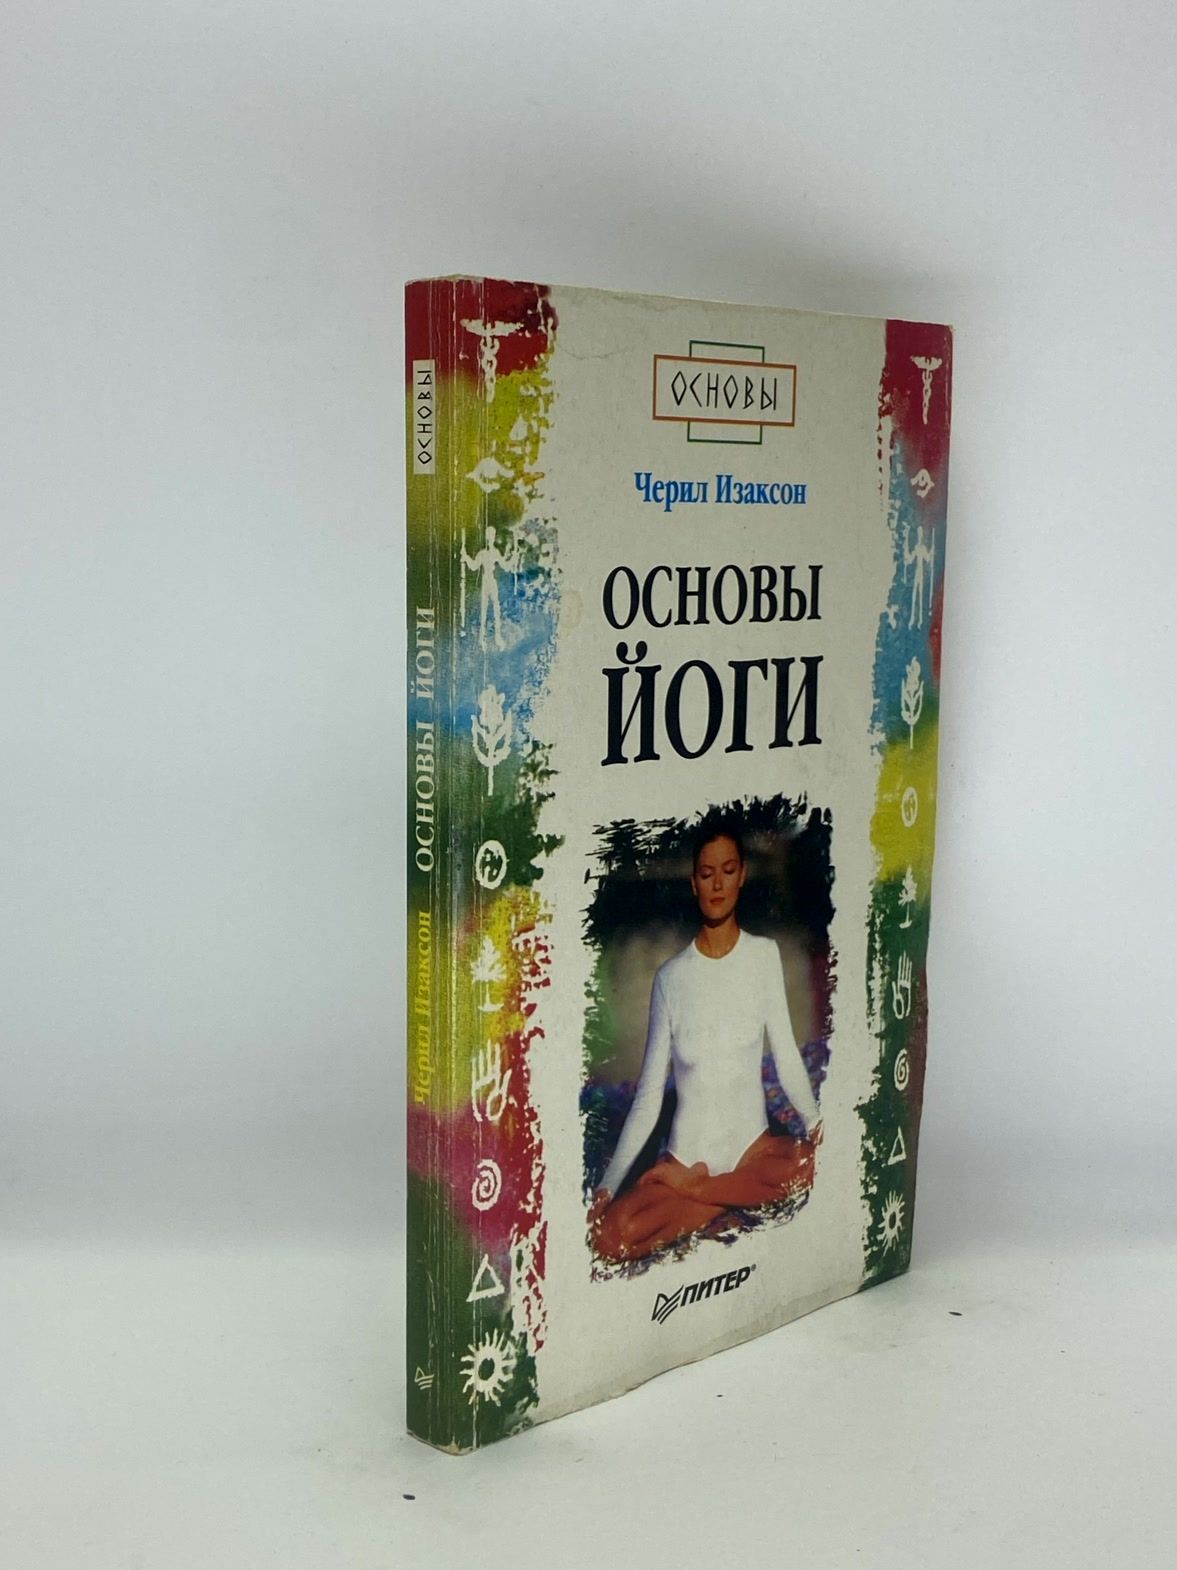 ОСНОВЫ
Черил Изаксон
ОСНОВЫ
ЙОГИ
ПИТЕР®
Черил Изаксон ОСНОВЫ ЙОГИ ОСНОВЫ